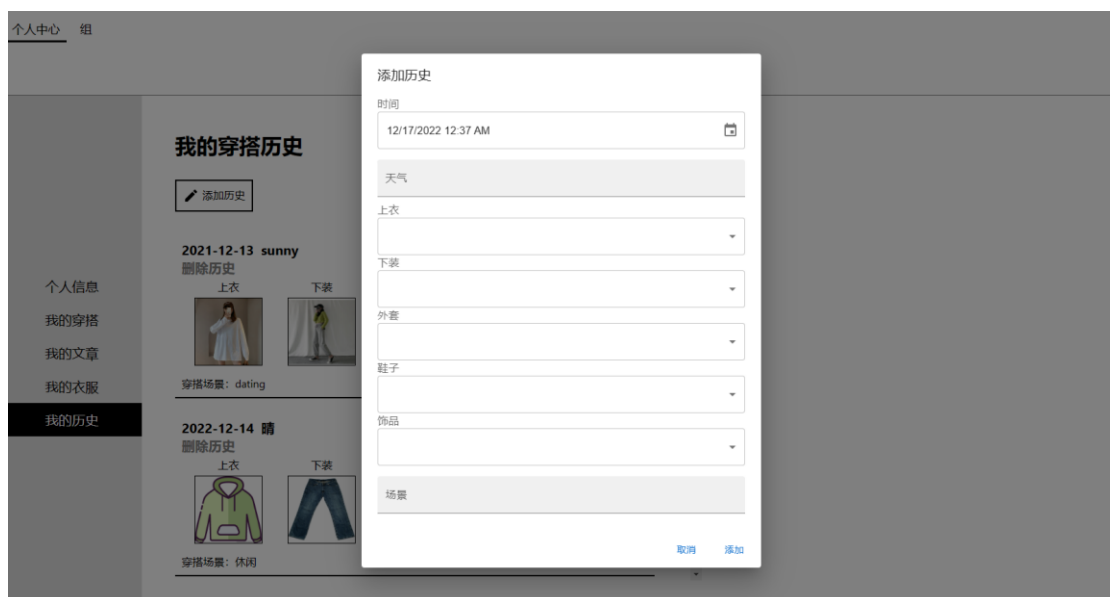 个人中心 组
我的穿搭历史
添加历史
2021-12-13 sunny
删除历史
上衣 下装
穿搭场景：dating
2022-12-14 晴
删除历史
上衣 下装
穿搭场景：休闲
个人信息
我的穿搭
我的文章
我的衣服
我的历史
添加历史
时间
12/17/2022 12:37 AM
天气
上衣
下装
外套
鞋子
饰品
场景
取消 添加